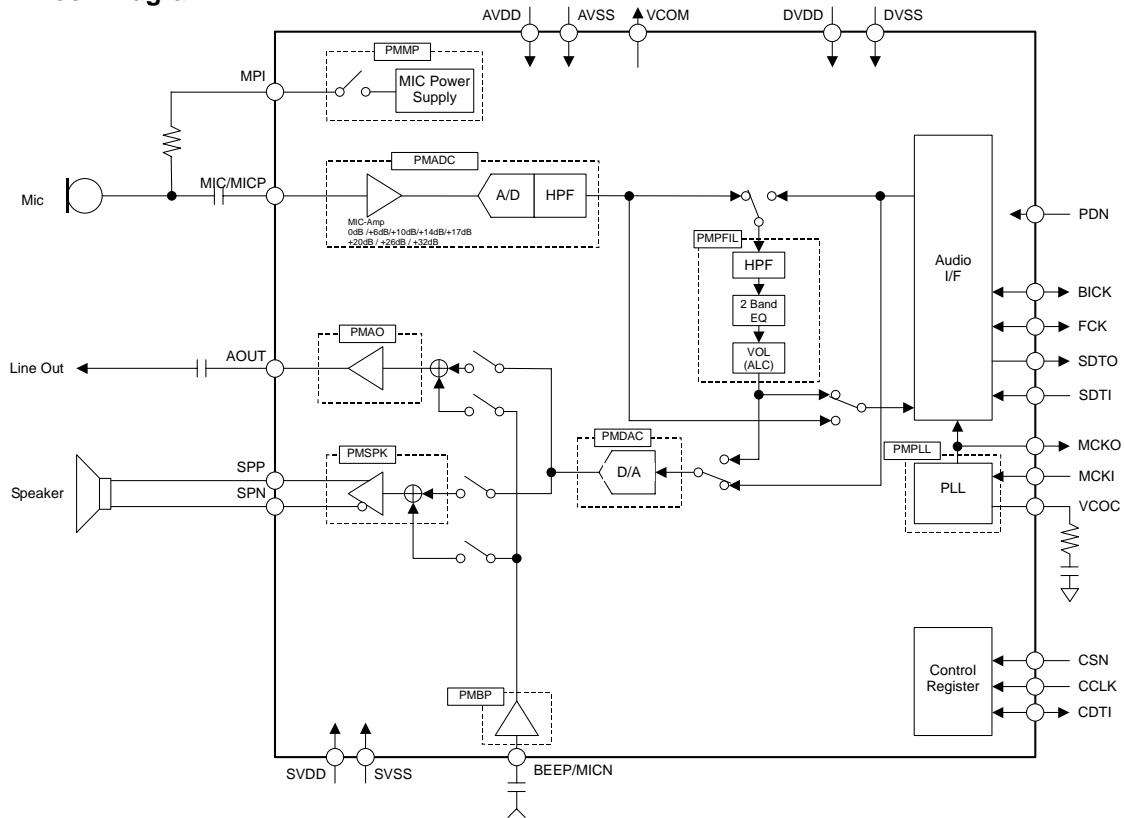 AVDD
AVSS
VCOM
DVDD
DVSS
PMMP
MPI
MIC Power
Supply
PMADC
MIC/MICP
Mic
A/D
HPF
MIC-Amp
0dB /+6dB/+10dB/+14dB/+17dB
+20dB / +26dB / +32dB
PDN
PMPFIL
HPF
Audio
I/F
2 Band
EQ
BICK
PMAO
FCK
VOL
(ALC)
AOUT
Line Out
SDTO
SDTI
PMDAC
PMSPK
PMPLL
MCKO
SPP
D/A
MCKI
Speaker
SPN
PLL
VCOC
Control
Register
CSN
CCLK
CDTI
PMBP
SVDD
SVSS
BEEP/MICN